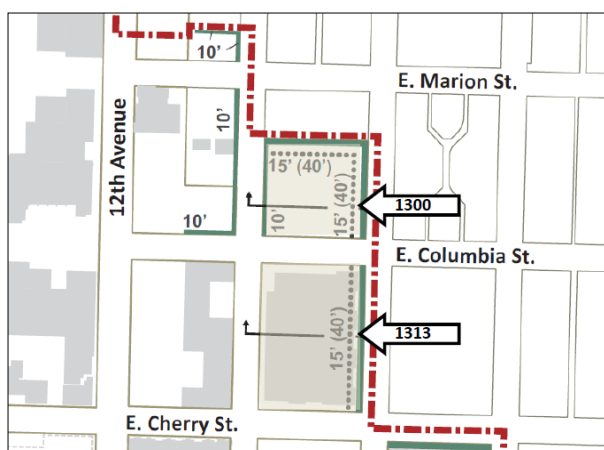 10'
E. Marion St.
12th Avenue
10'
15' (40')
10'
10'
15' (40')
1300
E. Columbia St.
15' (40')
1313
E. Cherry St.